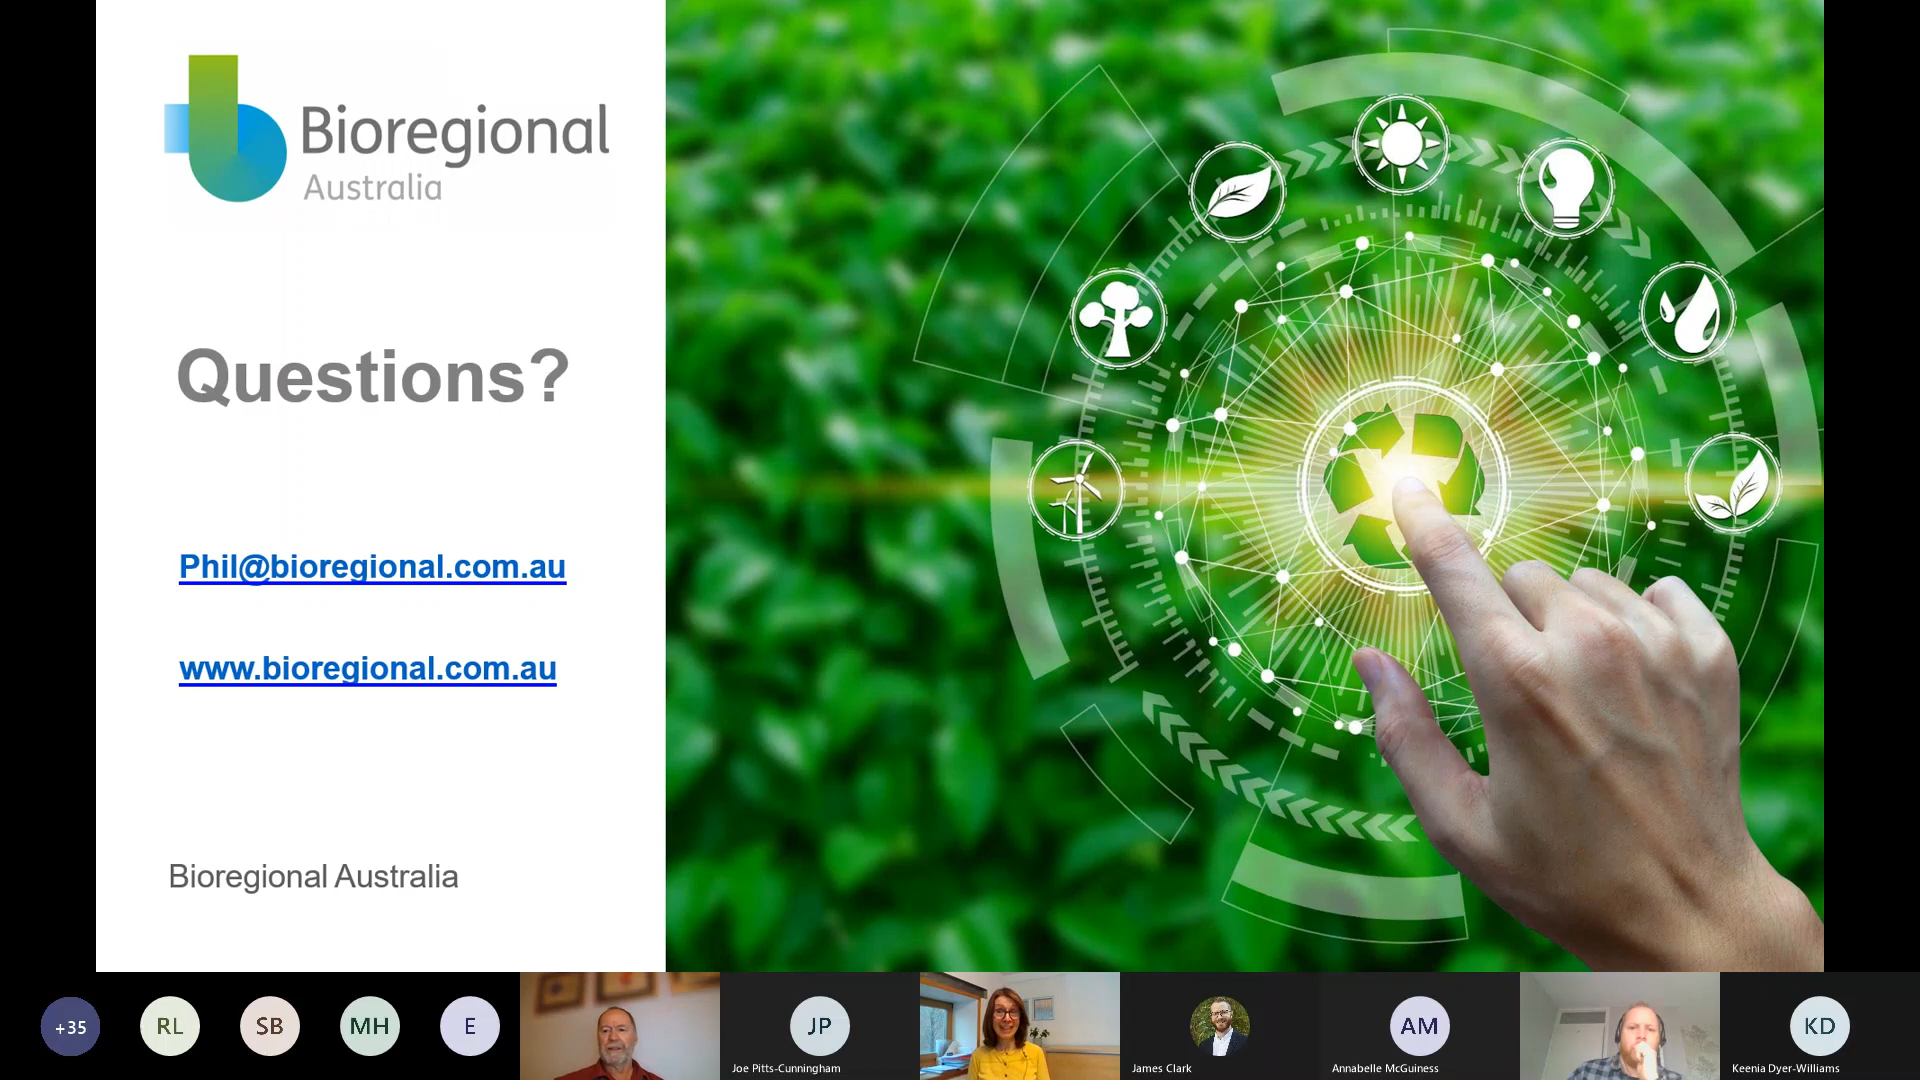 Bioregional
Australia
Questions?
Phil@bioregional.com.au
www.bioregional.com.au
Bioregional Australia
+35
RL
SB
MH
E
JP
Joe Pitts-Cunningham
James Clark
AM
Annabelle McGuiness
KD
Keenia Dyer-Williams